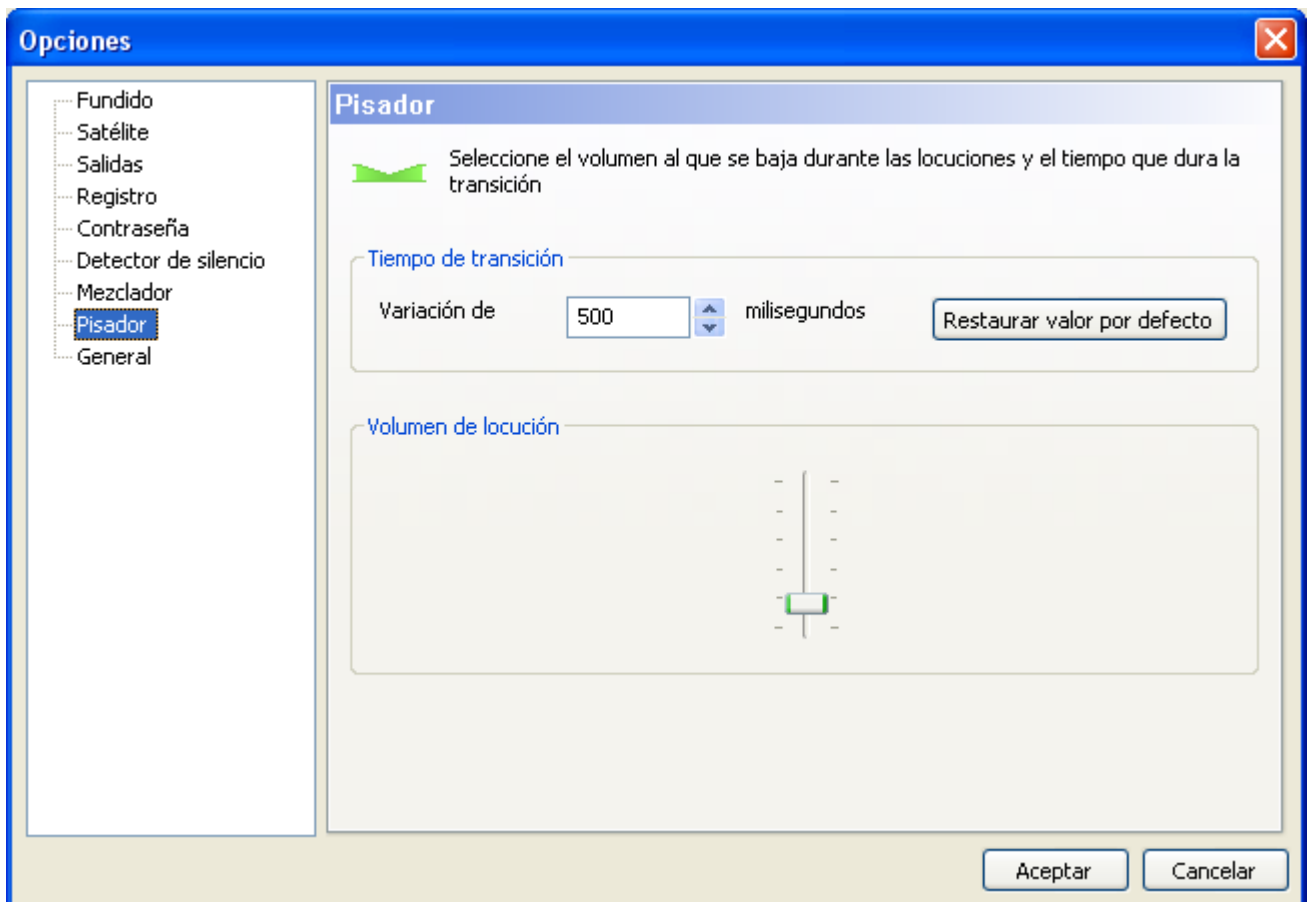 Opciones
Fundido
Satélite
Salidas
Registro
Contraseña
Detector de silencio
Mezclador
Pisador
General
Pisador
Seleccione el volumen al que se baja durante las locuciones y el tiempo que dura la
transición
Tiempo de transición
Variación de 500 milisegundos Restaurar valor por defecto
Volumen de locución
Aceptar Cancelar